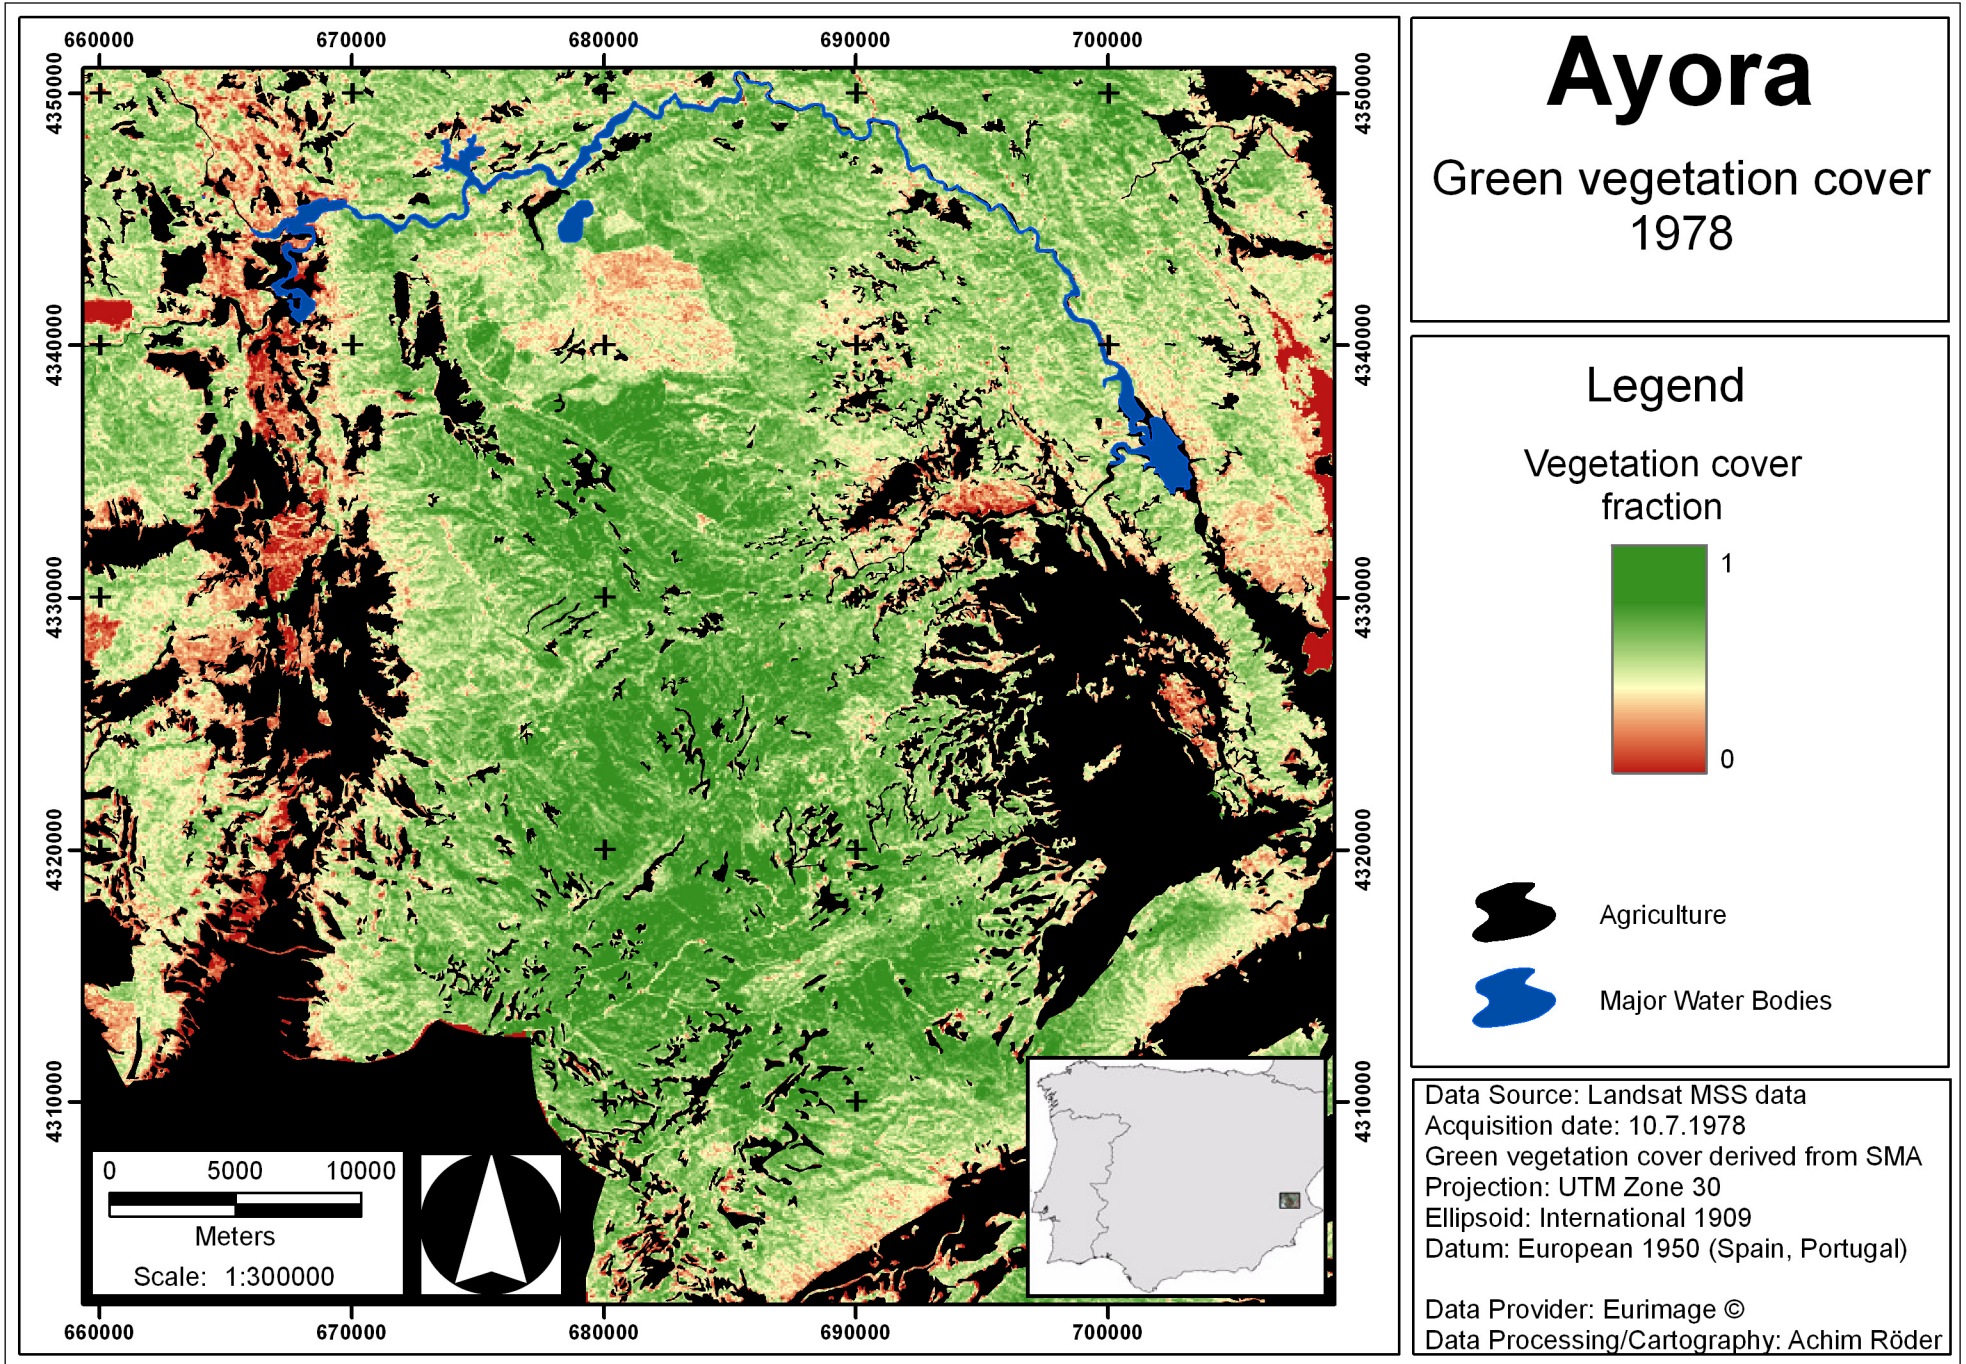 660000 670000 680000 690000 700000
4350000
4340000
4330000
4320000
4310000
4350000
4340000
4330000
4320000
4310000
0 5000 10000
Meters
Scale: 1:300000
660000 670000 680000 690000 700000
Ayora
Green vegetation cover
1978
Legend
Vegetation cover
fraction
1
0
Agriculture
Major Water Bodies
Data Source: Landsat MSS data
Acquisition date: 10.7.1978
Green vegetation cover derived from SMA
Projection: UTM Zone 30
Ellipsoid: International 1909
Datum: European 1950 (Spain, Portugal)
Data Provider: Eurimage ©
Data Processing/Cartography: Achim Röder